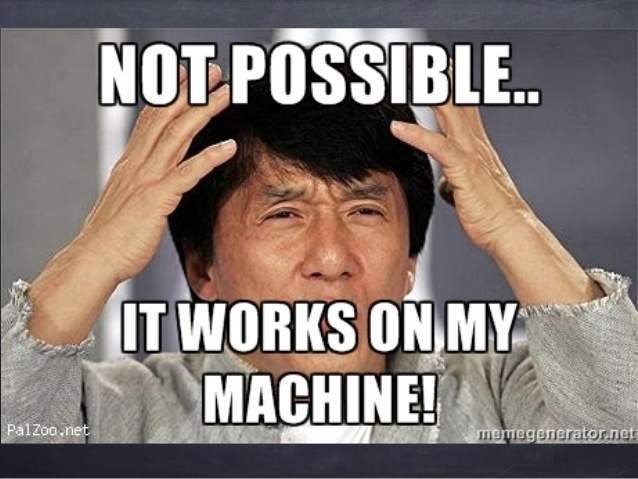 NOT POSSIBLE..
IT WORKS ON MY
MACHINE!
PalZoo.net
memegenerator.net